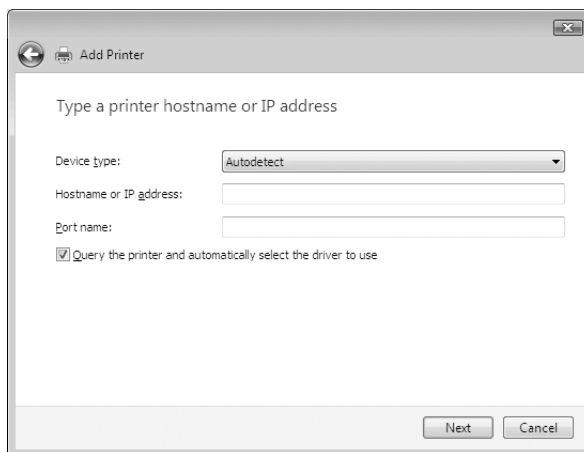 Add Printer
Type a printer hostname or IP address
Device type: Autodetect
Hostname or IP address:
Port name:
Query the printer and automatically select the driver to use
Next Cancel